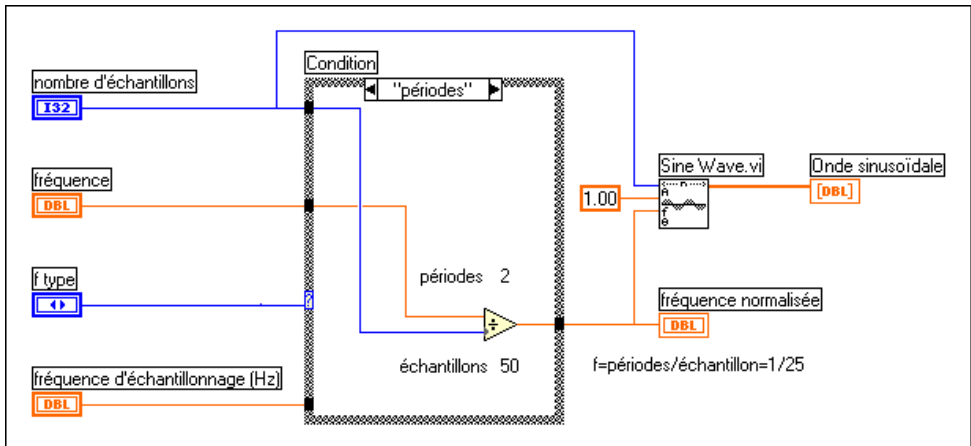 Condition
nombre d'échantillons
I32
"périodes"
fréquence
DBL
f type
?
fréquence d'échantillonnage (Hz)
DBL
périodes 2
échantillons 50
Sine Wave.vi
1.00
Onde sinusoïdale
[DBL]
fréquence normalisée
DBL
f=périodes/échantillon=1/25